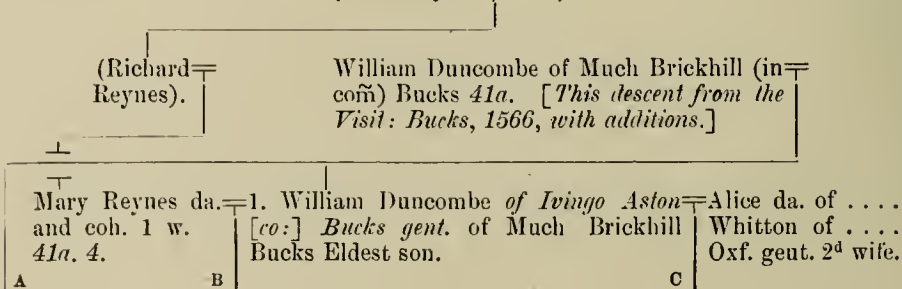 (Richard
Reynes).
William Duncombe of Much Brickhill (in
com̃) Bucks 41a. [This descent from the
Visit: Bucks, 1566, with additions.]
Mary Reynes da.
and coh. 1 w.
41a. 4.
1. William Duncombe of Ivingo Aston
[co:] Bucks gent. of Much Brickhill
Bucks Eldest son.
Alice da. of ....
Whitton of ....
Oxf. gent. 2d wife.
A
B
C